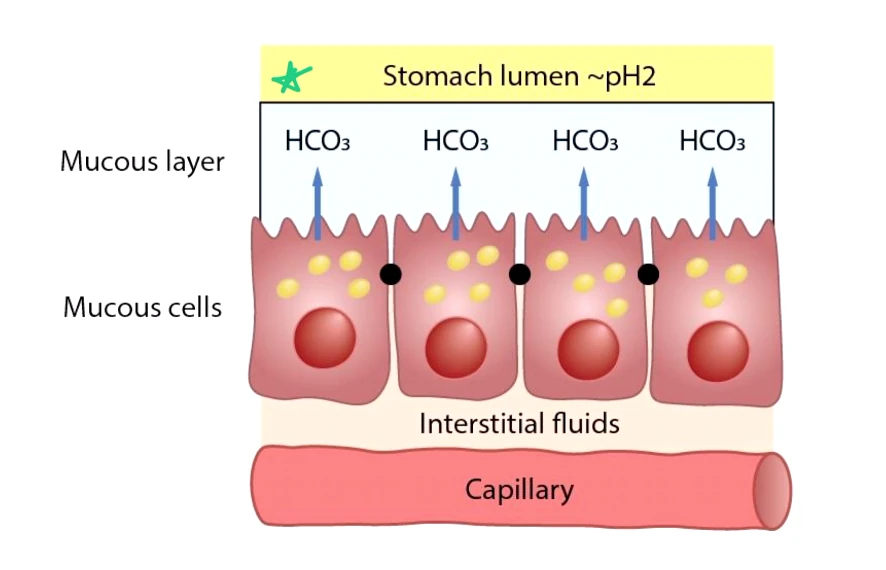 Stomach lumen ~pH2
HCO₃ HCO₃ HCO₃ HCO₃
Mucous layer
Mucous cells
Interstitial fluids
Capillary